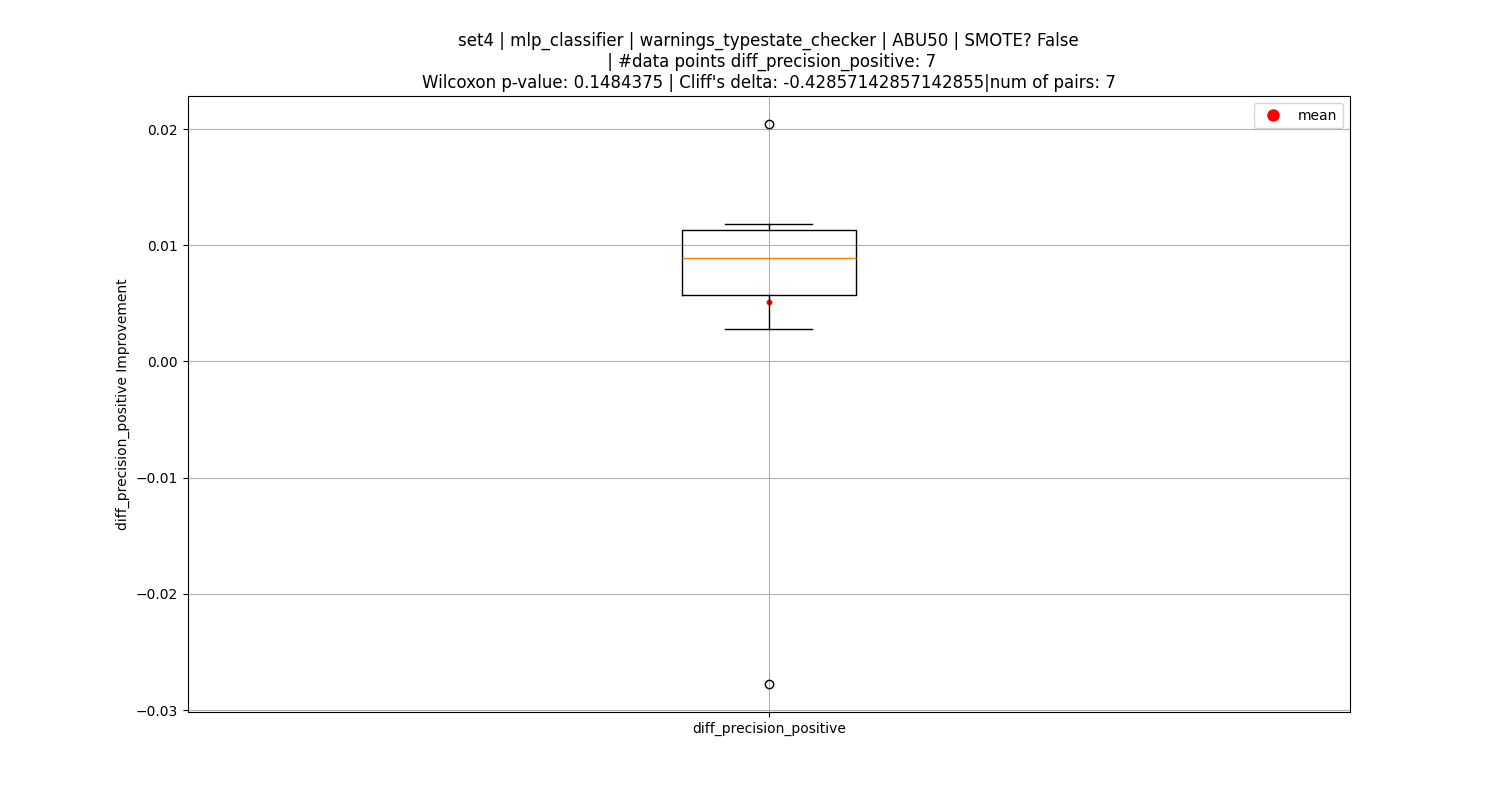 set4 | mlp_classifier | warnings_typestate_checker | ABU50 | SMOTE? False
| #data points diff_precision_positive: 7
Wilcoxon p-value: 0.1484375 | Cliff's delta: -0.42857142857142855|num of pairs: 7
mean
0.02
0.01
0.00
−0.01
−0.02
−0.03
diff_precision_positive Improvement
diff_precision_positive